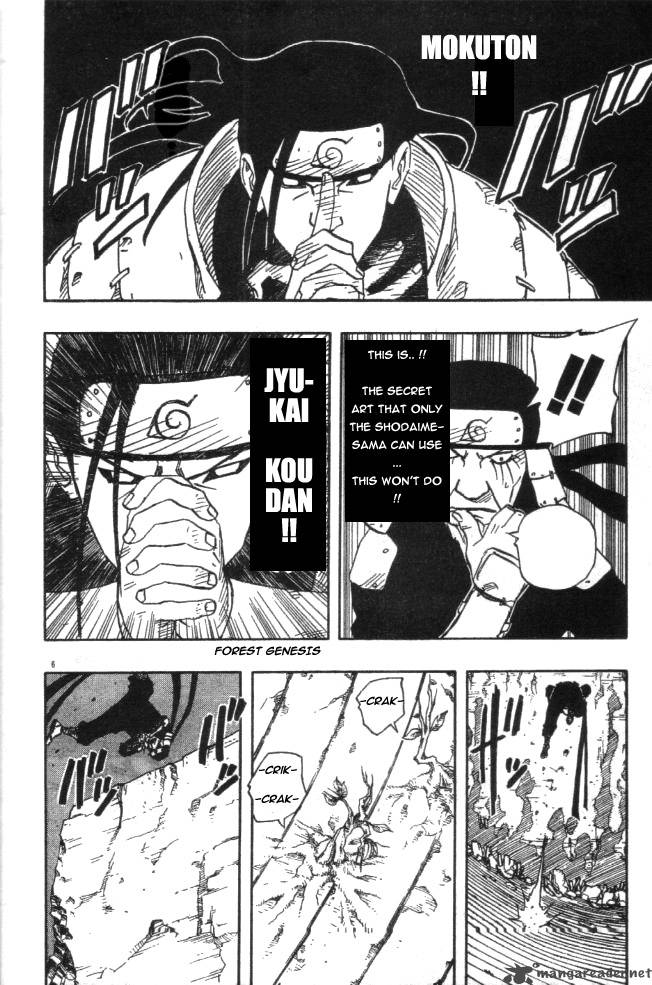 MOKUTON
!!
!!
THIS IS.. !!
THE SECRET
ART THAT ONLY
THE SHODAIME-
SAMA CAN USE
...
THIS WON'T DO
!!
JYU-
KAI
KOU
DAN!!
FOREST GENESIS
6
-CRAK-
-CRIK-
-CRAK-
mangareader.net